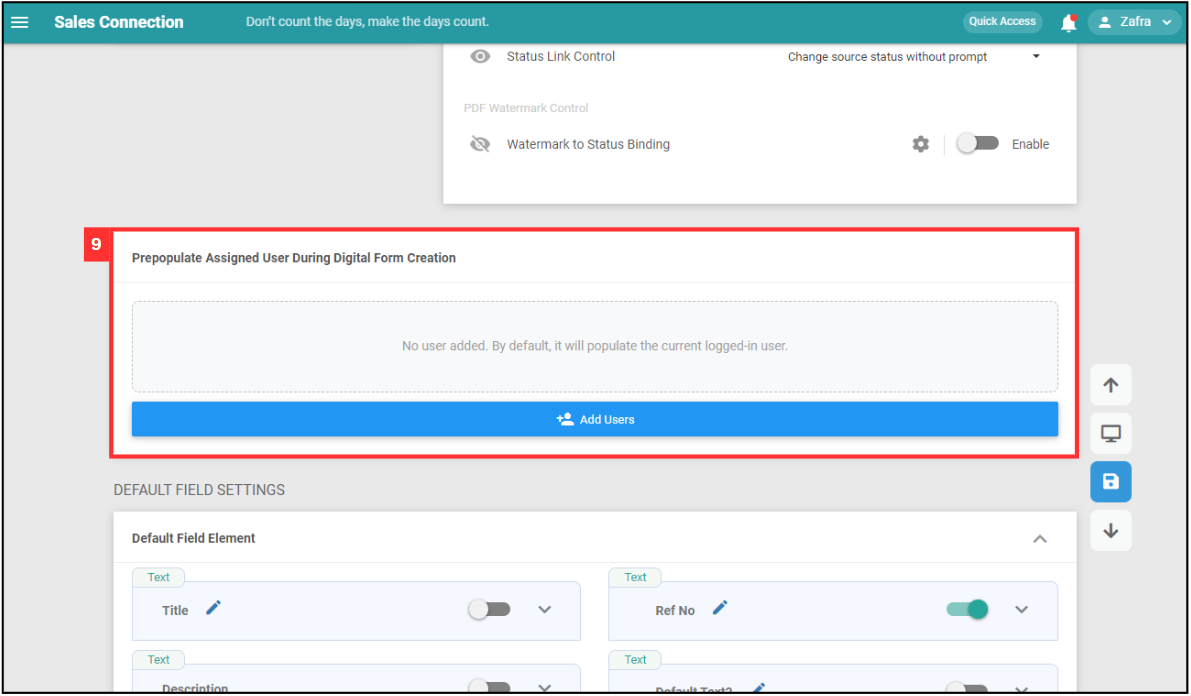 Sales Connection Don't count the days, make the days count. Quick Access Zafra
Status Link Control Change source status without prompt
PDF Watermark Control
Watermark to Status Binding Enable
9
Prepopulate Assigned User During Digital Form Creation
No user added. By default, it will populate the current logged-in user.
Add Users
DEFAULT FIELD SETTINGS
Default Field Element
Text Text
Title Ref No
Text Text
Description Default Text2